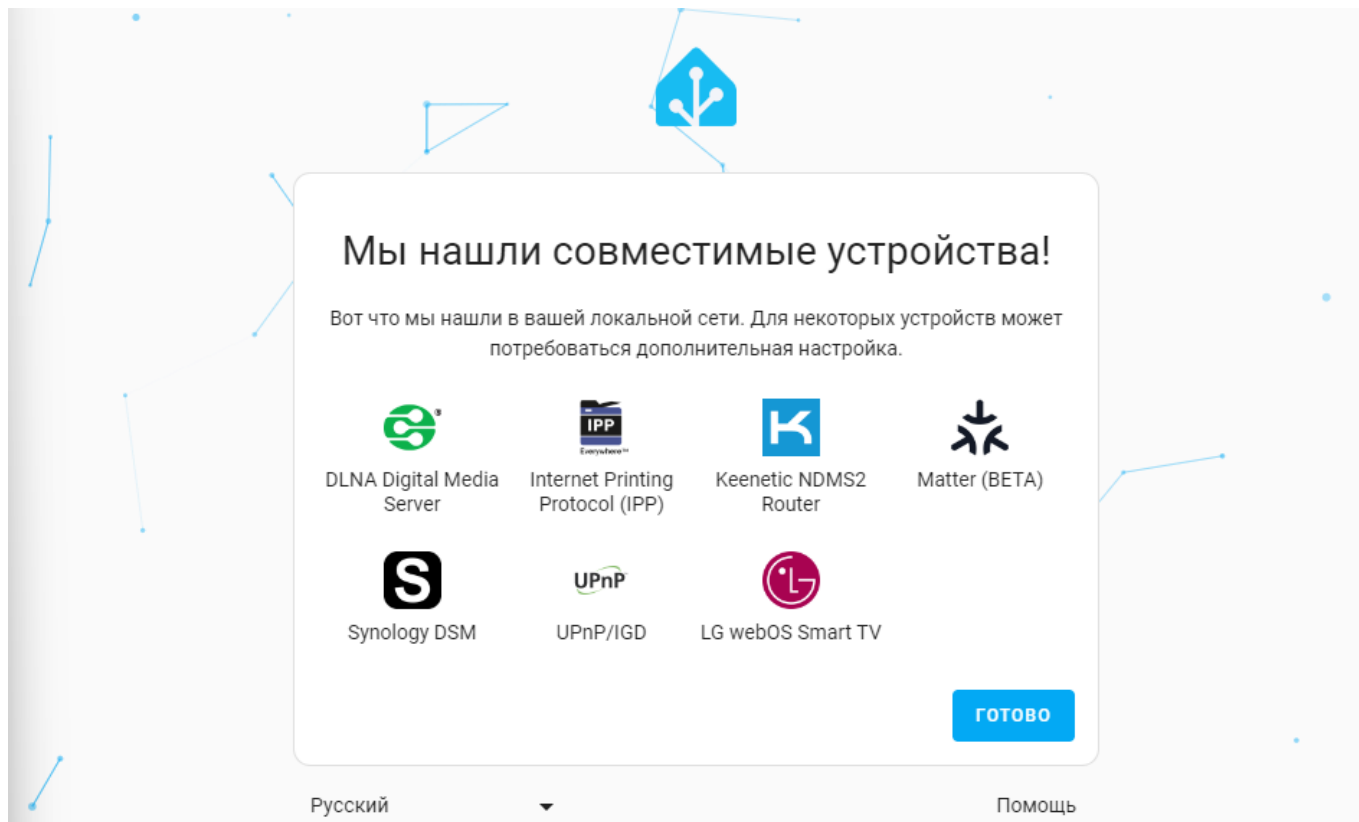 Мы нашли совместимые устройства!
Вот что мы нашли в вашей локальной сети. Для некоторых устройств может
потребоваться дополнительная настройка.
IPP
Everywhere
DLNA Digital Media
Server
Internet Printing
Protocol (IPP)
Keenetic NDMS2
Router
Matter (BETA)
S
UPnP
LG
Synology DSM
UPnP/IGD
LG webOS Smart TV
ГОТОВО
Русский
Помощь